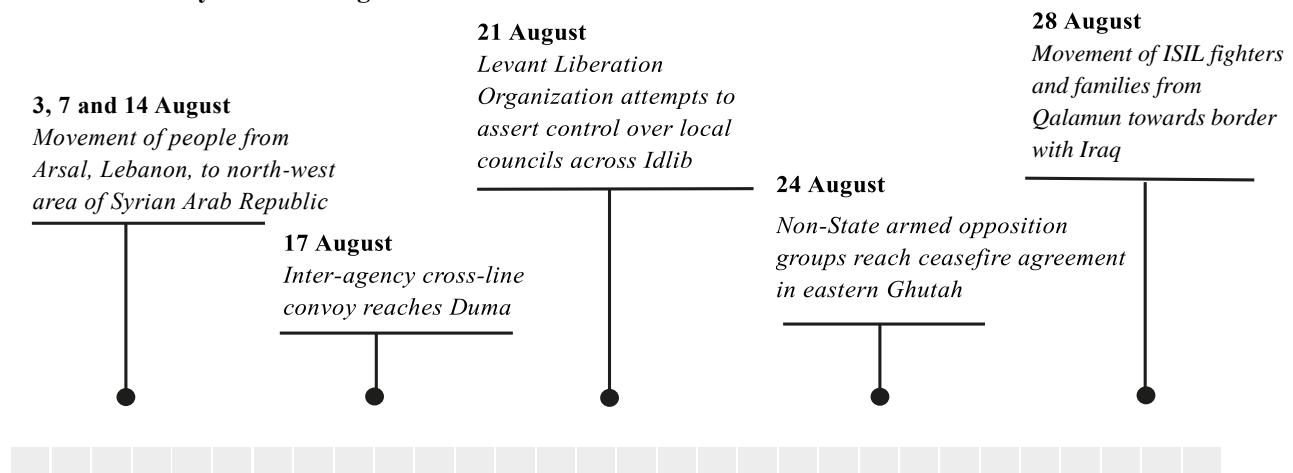 3, 7 and 14 August
Movement of people from
Arsal, Lebanon, to north-west
area of Syrian Arab Republic
17 August
Inter-agency cross-line
convoy reaches Duma
21 August
Levant Liberation
Organization attempts to
assert control over local
councils across Idlib
24 August
Non-State armed opposition
groups reach ceasefire agreement
in eastern Ghutah
28 August
Movement of ISIL fighters
and families from
Qalamun towards border
with Iraq